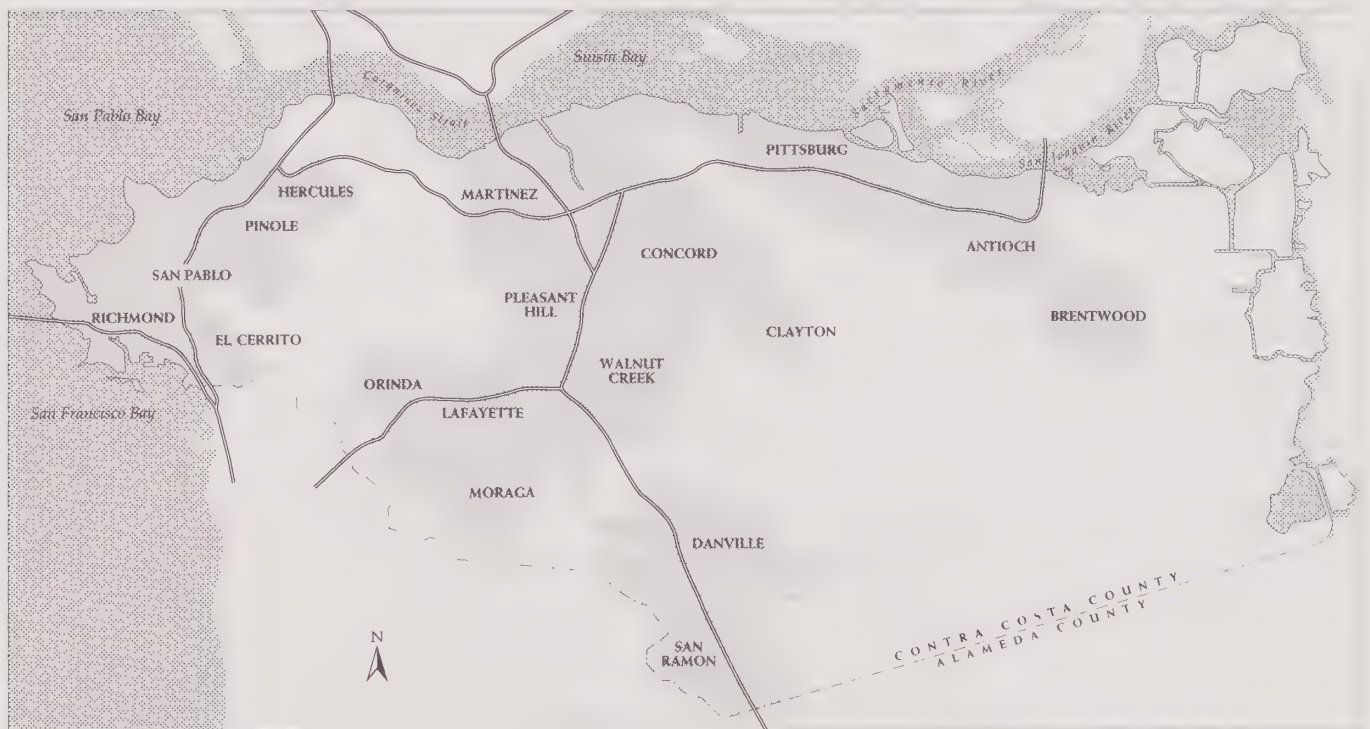 Suisun Bay
Carquinez Strait
Sacramento River
San Pablo Bay
San Joaquin River
PITTSBURG
HERCULES
MARTINEZ
PINOLE
ANTIOCH
CONCORD
SAN PABLO
PLEASANT
HILL
RICHMOND
BRENTWOOD
CLAYTON
EL CERRITO
WALNUT
CREEK
ORINDA
LAFAYETTE
San Francisco Bay
MORAGA
DANVILLE
CONTRA COSTA COUNTY
ALAMEDA COUNTY
N
SAN
RAMON